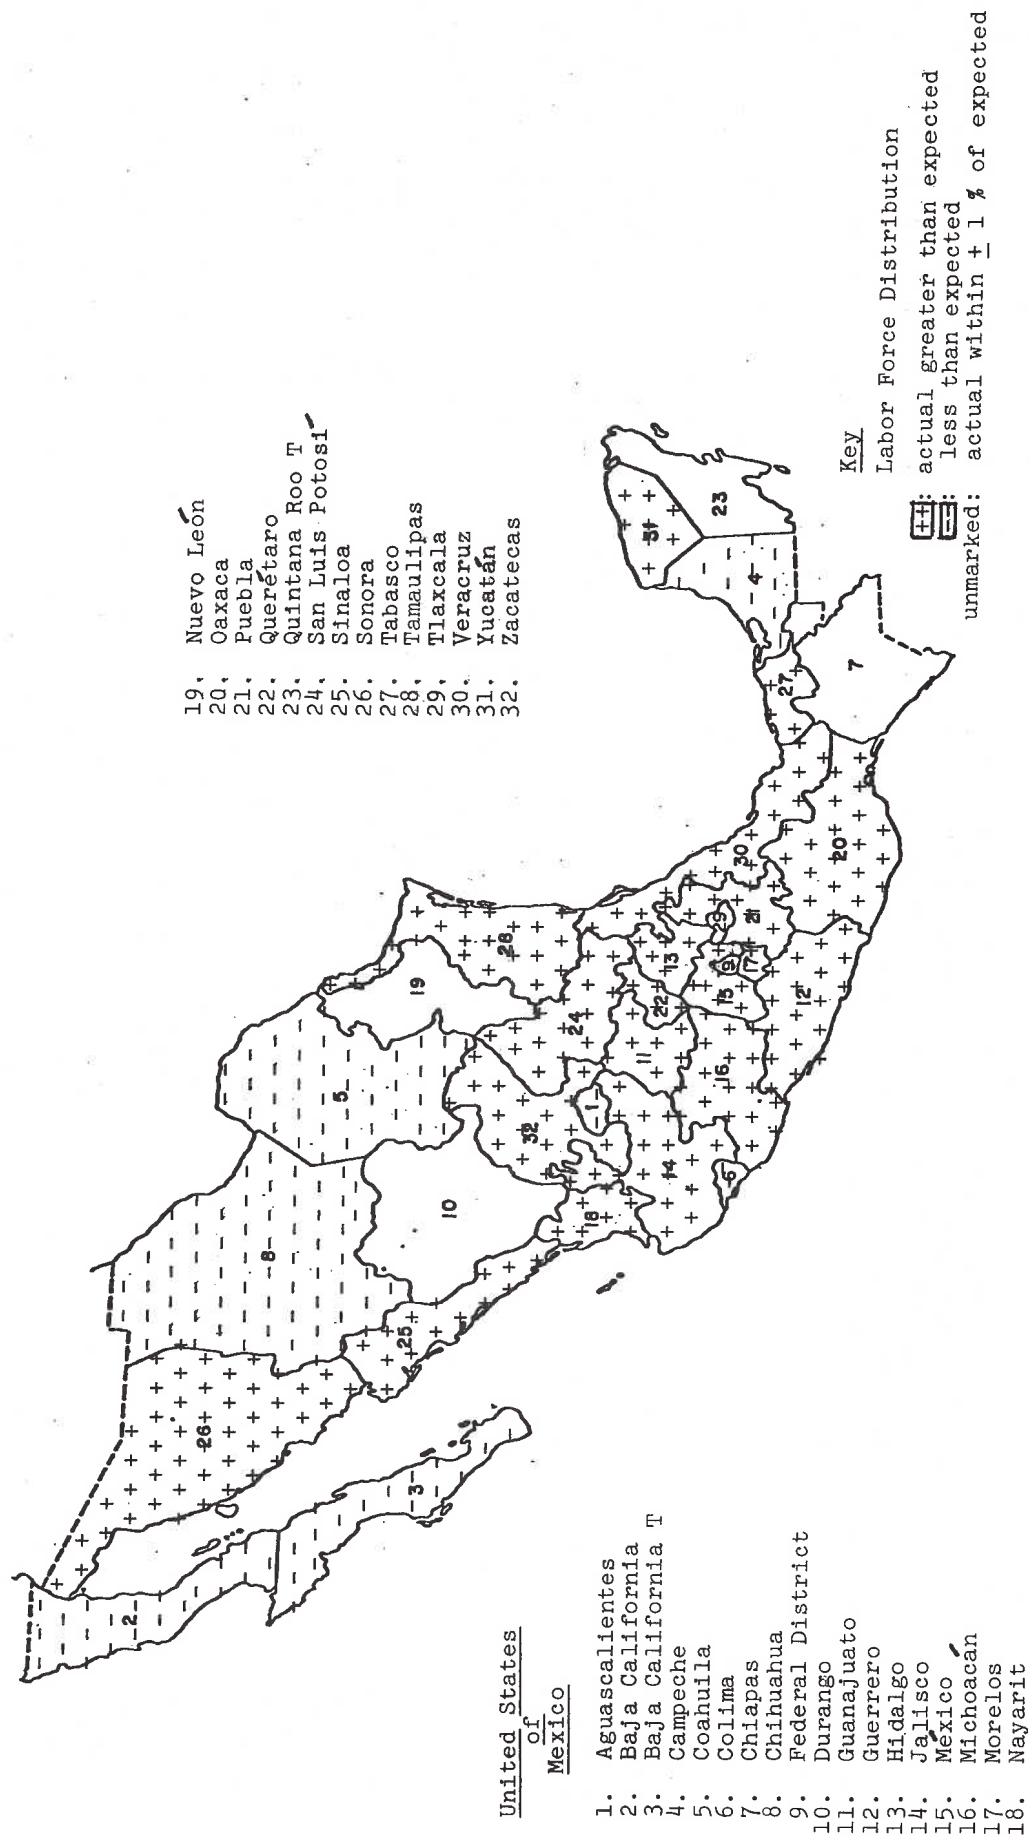 United States
of
Mexico
1. Aguascalientes
2. Baja California
3. Baja California T
4. Campeche
5. Coahuila
6. Colima
7. Chiapas
8. Chihuahua
9. Federal District
10. Durango
11. Guanajuato
12. Guerrero
13. Hidalgo
14. Jalisco
15. México
16. Michoacán
17. Morelos
18. Nayarit
19. Nuevo León
20. Oaxaca
21. Puebla
22. Querétaro
23. Quintana Roo T
24. San Luis Potosí
25. Sinaloa
26. Sonora
27. Tabasco
28. Tamaulipas
29. Tlaxcala
30. Veracruz
31. Yucatán
32. Zacatecas
2
26
8
5
25
3
19
10
28
32
24
18
1
11
31
22
14
13
23
16
15
29
9
6
30
17
21
4
27
12
20
7
Key
Labor Force Distribution
++: actual greater than expected
--: less than expected
unmarked: actual within ± 1 % of expected